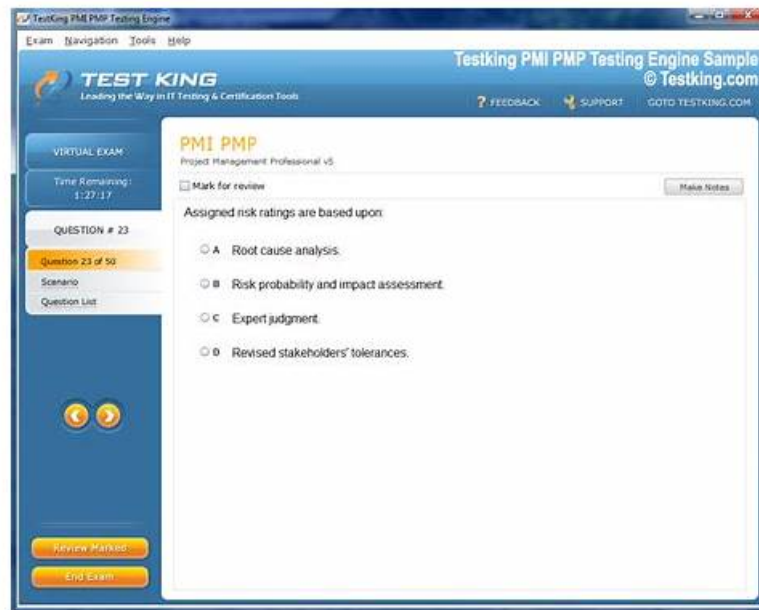 TestKing PMI PMP Testing Engine
Exam Navigation Tools Help
Testking PMI PMP Testing Engine Sample
© Testking.com
TEST KING
Leading the Way in IT Testing & Certification Tools
? FEEDBACK SUPPORT GOTO TESTKING.COM
VIRTUAL EXAM
Time Remaining:
1:27:17
QUESTION # 23
Question 23 of 50
Scenario
Question List
Review Marked
End Exam
PMI PMP
Project Management Professional v5
Mark for review
Make Notes
Assigned risk ratings are based upon:
A Root cause analysis.
B Risk probability and impact assessment.
C Expert judgment.
D Revised stakeholders' tolerances.